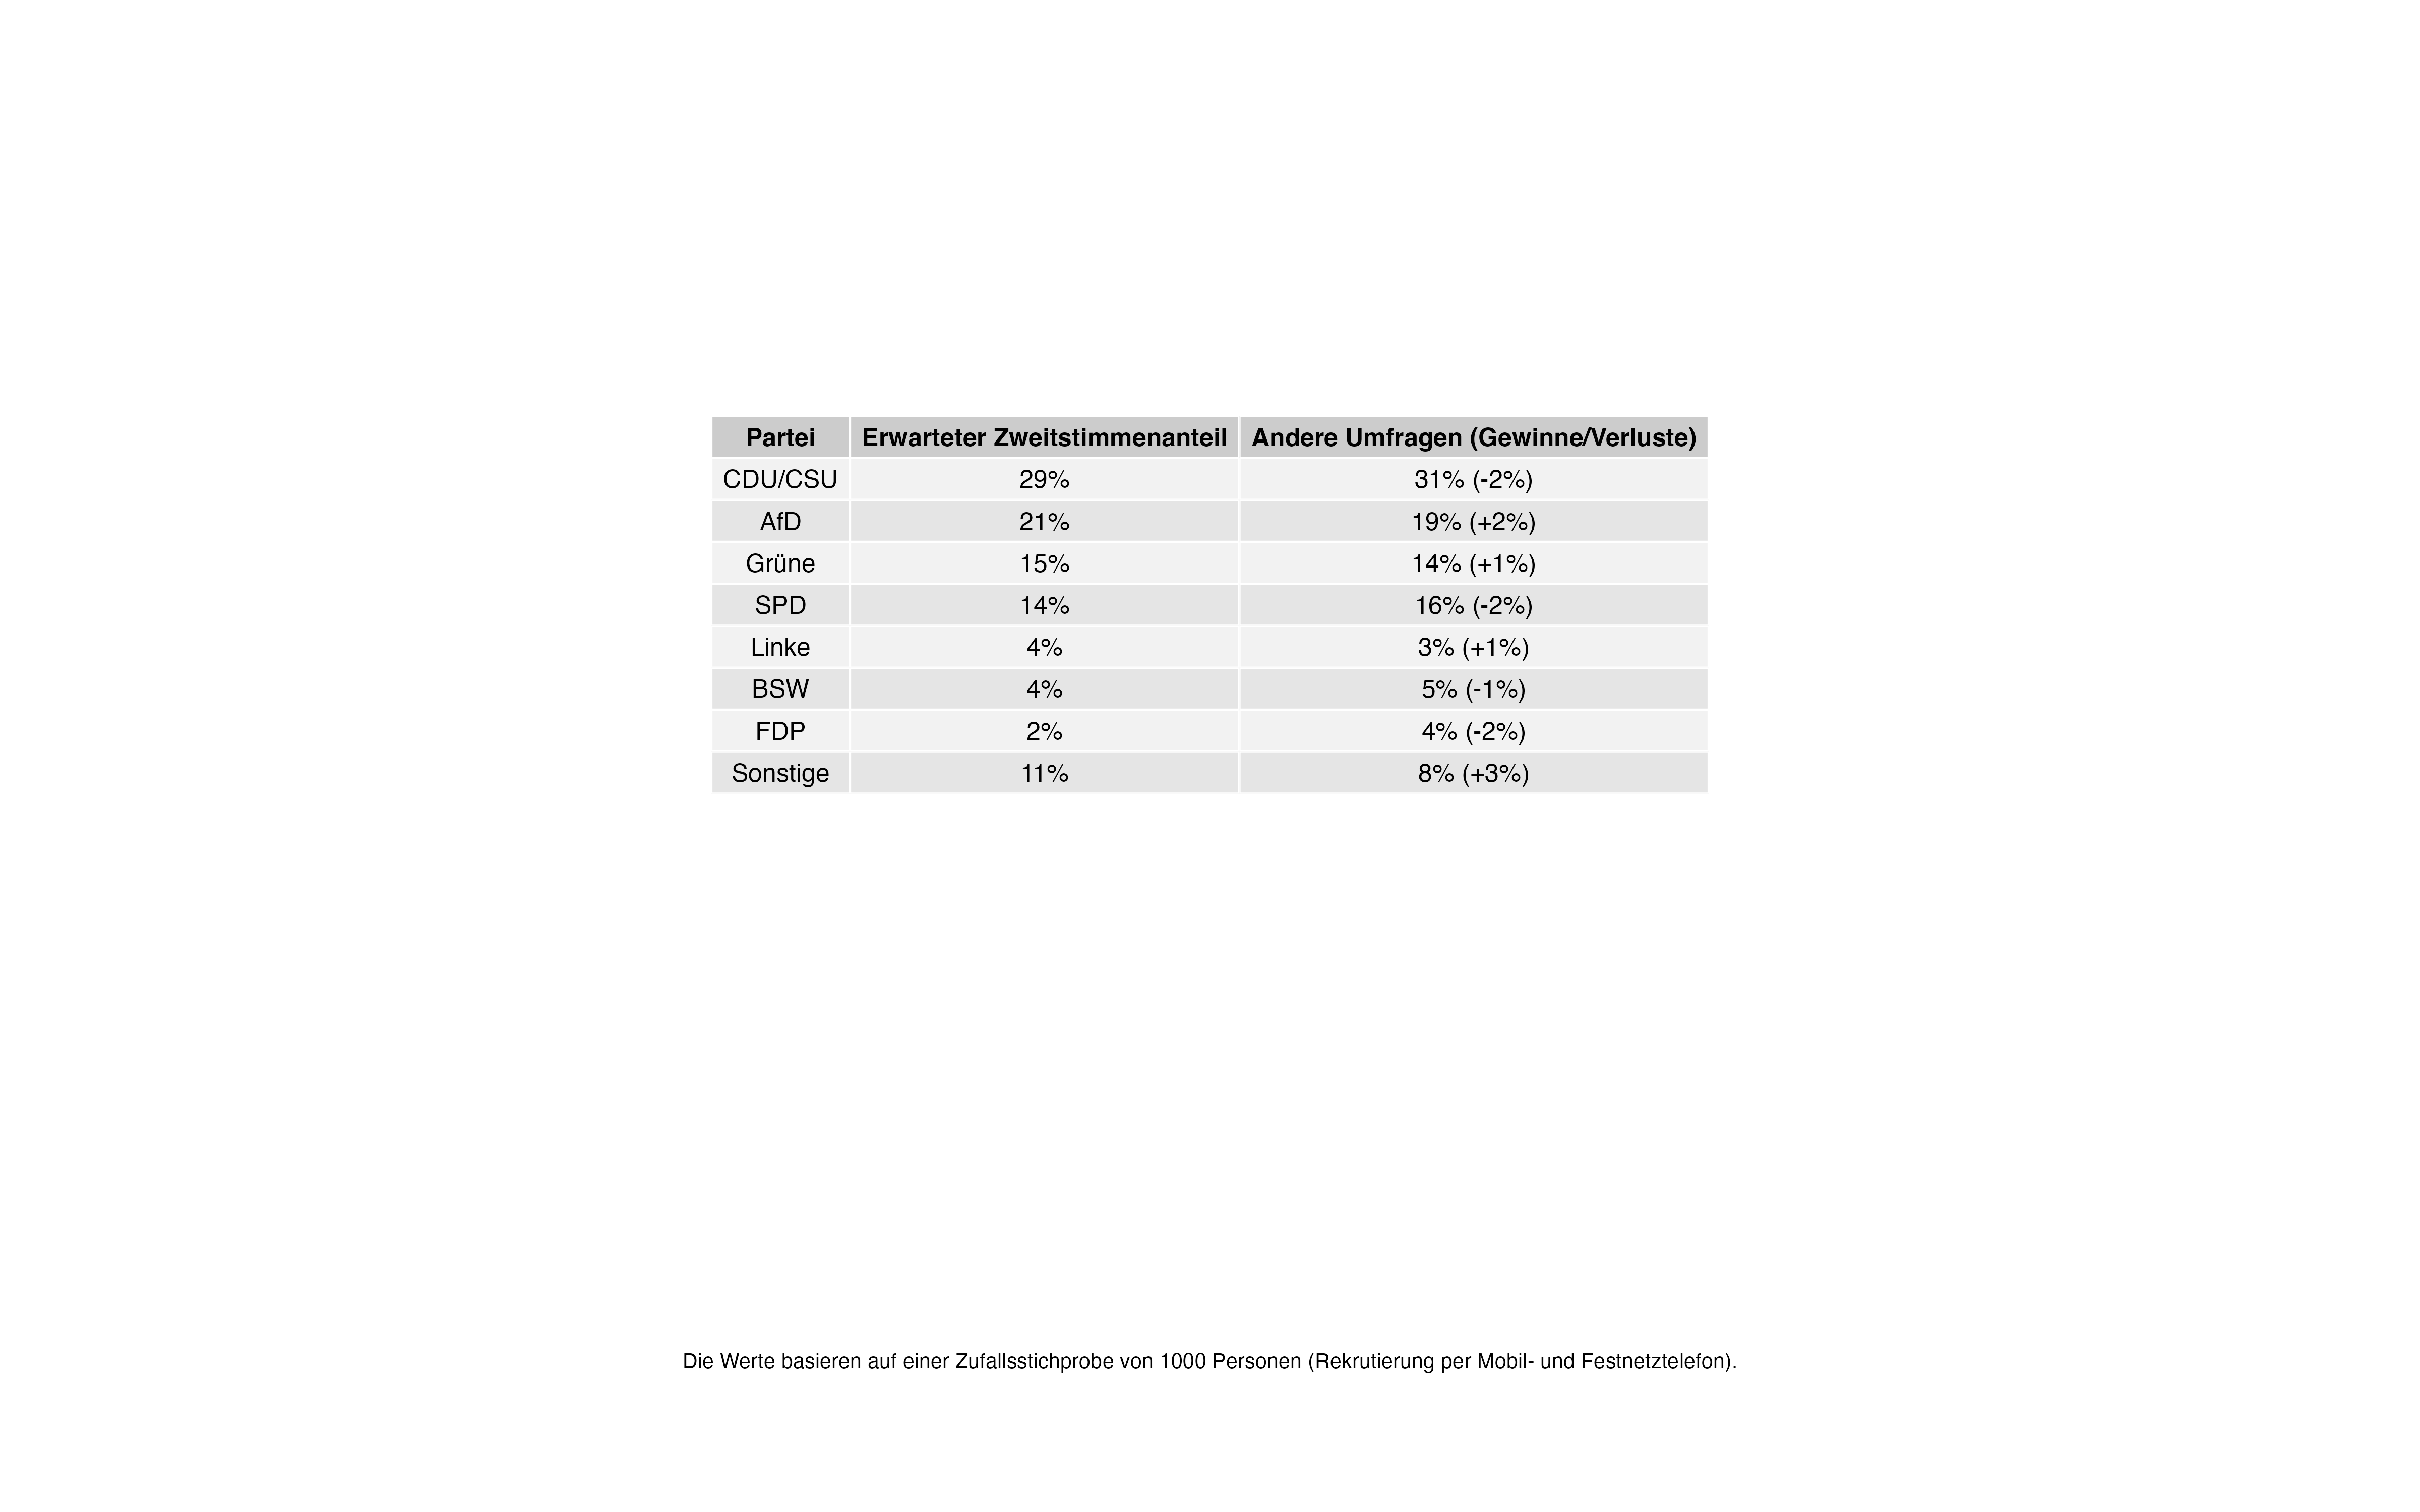 Partei Erwarteter Zweitstimmenanteil Andere Umfragen (Gewinne/Verluste)
CDU/CSU 29% 31% (-2%)
AfD 21% 19% (+2%)
Grüne 15% 14% (+1%)
SPD 14% 16% (-2%)
Linke 4% 3% (+1%)
BSW 4% 5% (-1%)
FDP 2% 4% (-2%)
Sonstige 11% 8% (+3%)
Die Werte basieren auf einer Zufallsstichprobe von 1000 Personen (Rekrutierung per Mobil- und Festnetztelefon).